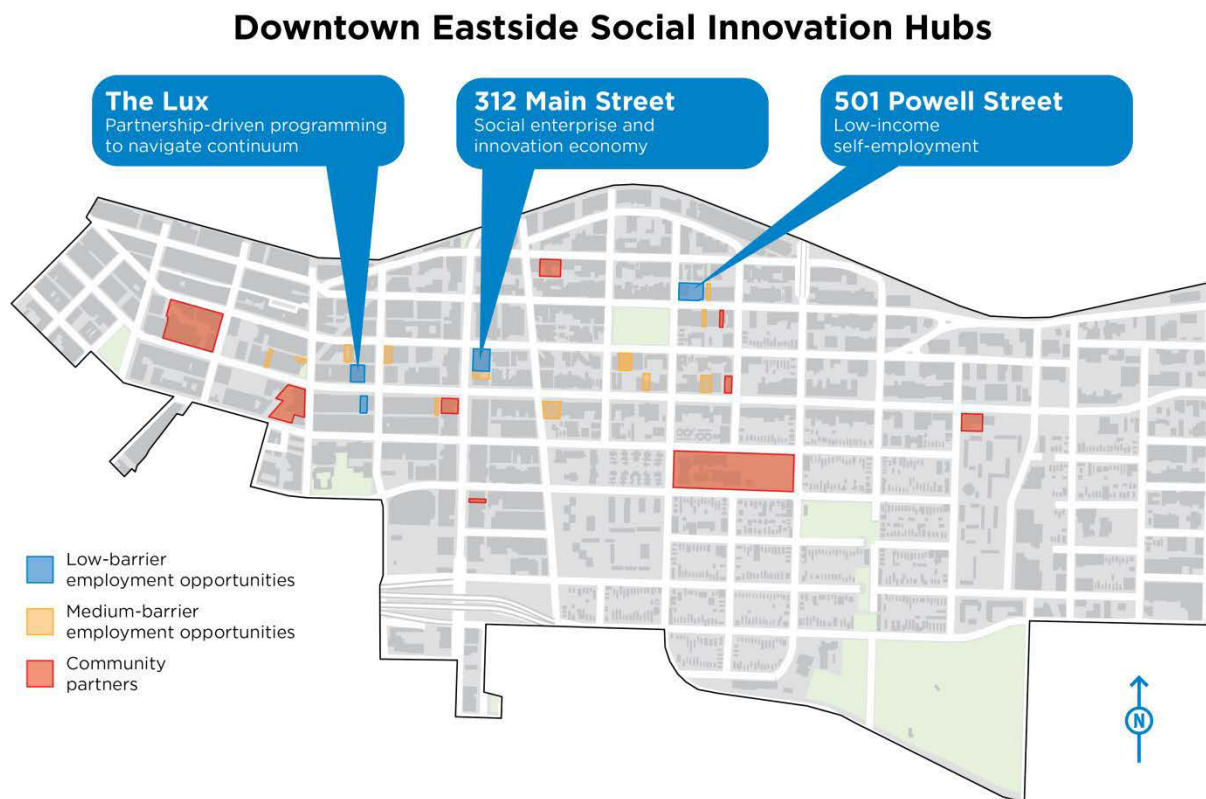 Downtown Eastside Social Innovation Hubs
The Lux
Partnership-driven programming
to navigate continuum
312 Main Street
Social enterprise and
innovation economy
501 Powell Street
Low-income
self-employment
Low-barrier
employment opportunities
Medium-barrier
employment opportunities
Community
partners
N